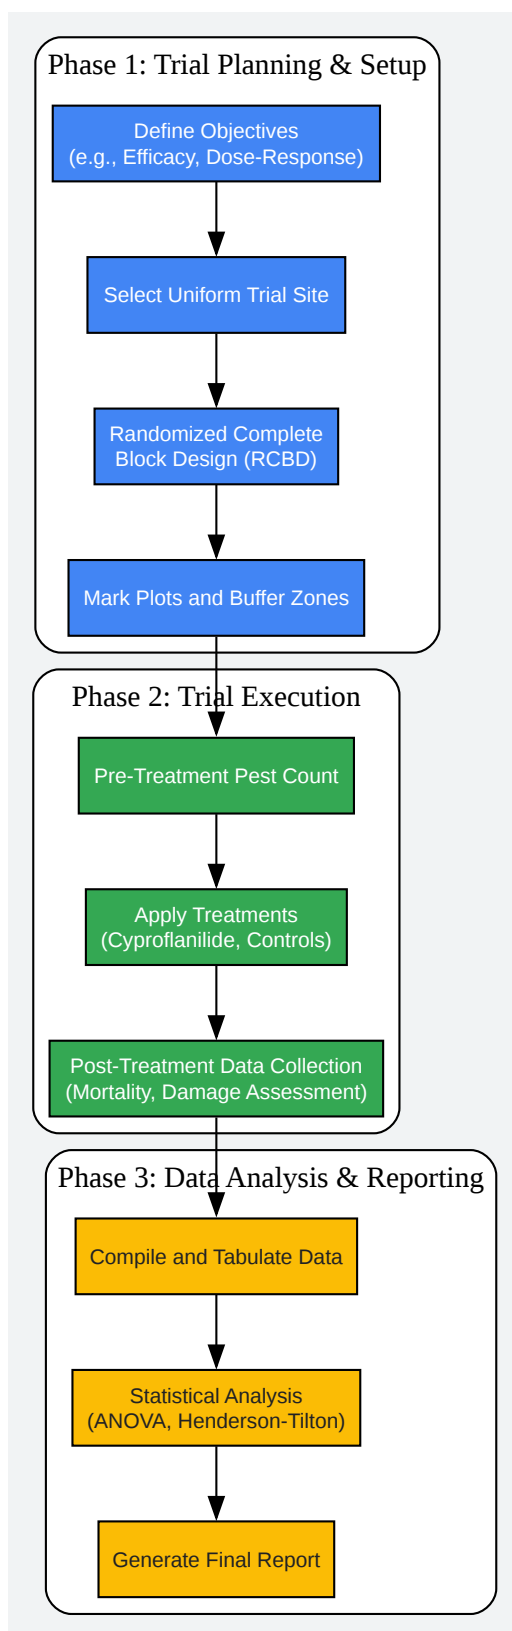 Phase 1: Trial Planning & Setup
Define Objectives
(e.g., Efficacy, Dose-Response)
Select Uniform Trial Site
Randomized Complete
Block Design (RCBD)
Mark Plots and Buffer Zones
Phase 2: Trial Execution
Pre-Treatment Pest Count
Apply Treatments
(Cyproflanilide, Controls)
Post-Treatment Data Collection
(Mortality, Damage Assessment)
Phase 3: Data Analysis & Reporting
Compile and Tabulate Data
Statistical Analysis
(ANOVA, Henderson-Tilton)
Generate Final Report